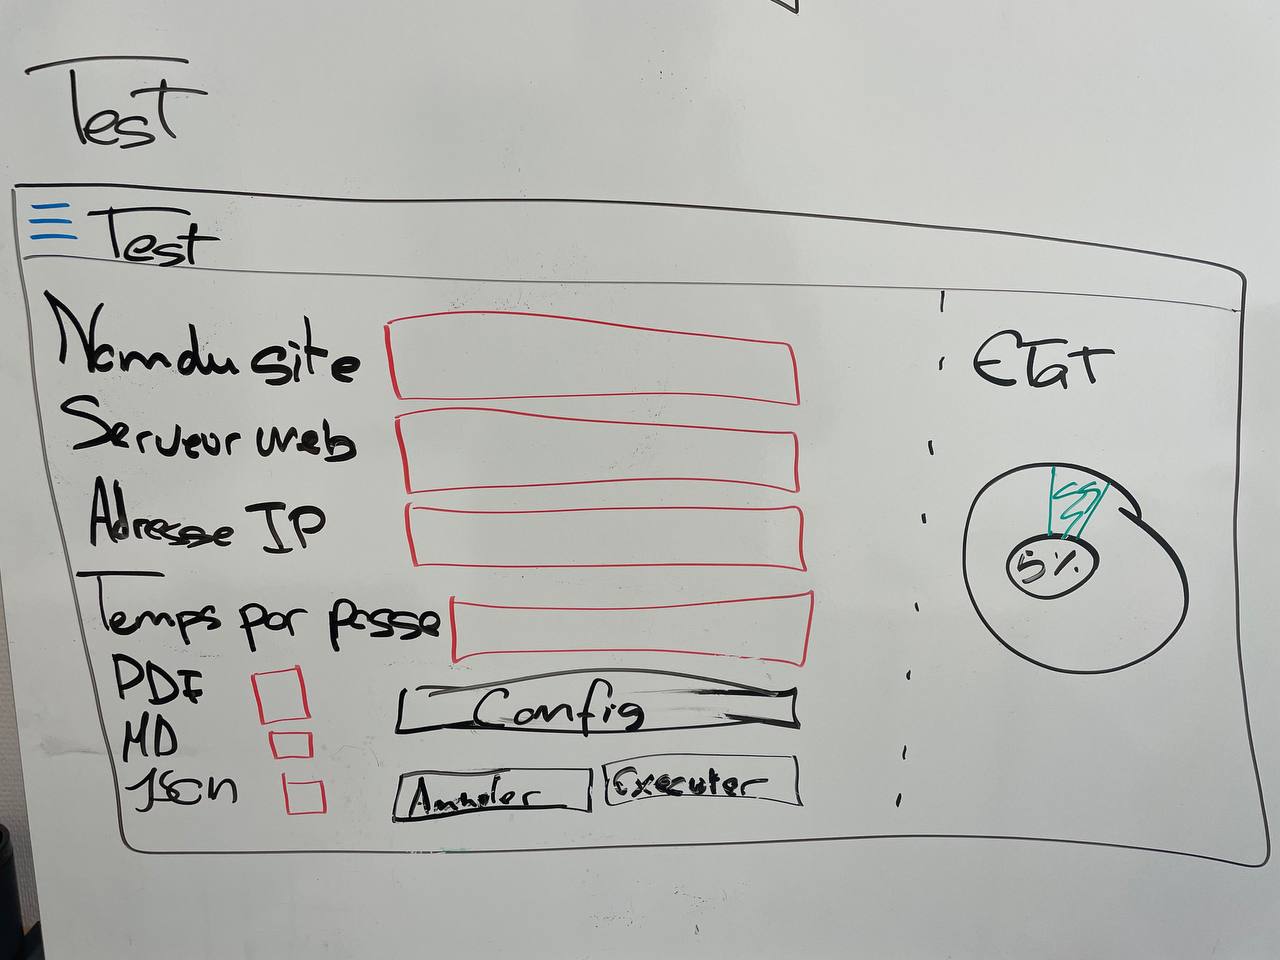 Test
Test
Nom du site
Serveur web
Adresse IP
Temps par passe
PDF
MD
JSON
Config
Annuler
Executer
ETAT
5%